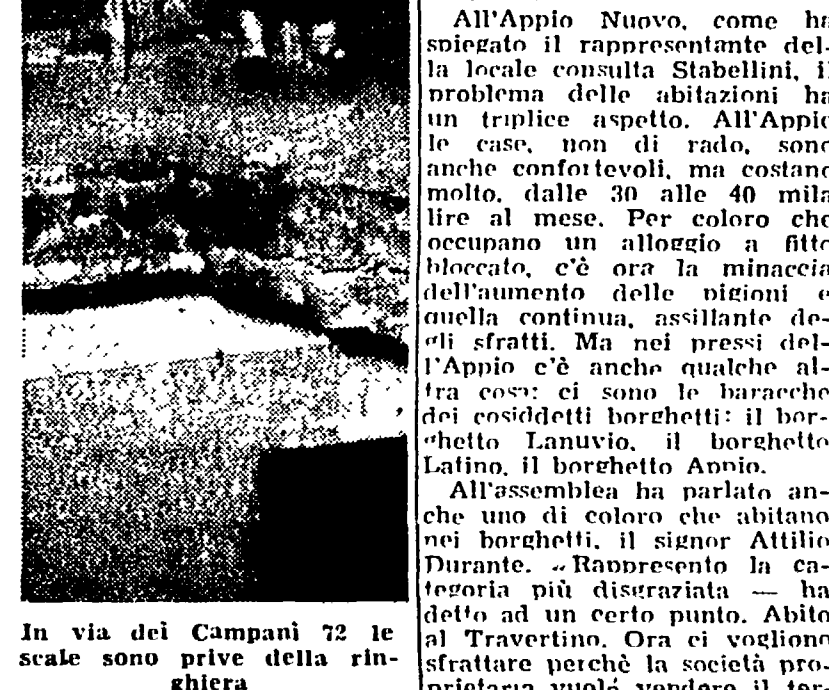 In via dei Campani 72 le
scale sono prive della rin-
ghiera
All'Appio Nuovo, come ha
spiegato il rappresentante del-
la locale consulta Stabellini, il
problema delle abitazioni ha
un triplice aspetto. All'Appio
le case, non di rado, sono
anche confortevoli, ma costano
molto, dalle 30 alle 40 mila
lire al mese. Per coloro che
occupano un alloggio a fitto
bloccato, c'è ora la minaccia
dell'aumento delle pigioni e
quella continua, assillante de-
gli sfratti. Ma nei pressi del-
l'Appio c'è anche qualche al-
tra cosa: ci sono le baracche
dei cosiddetti borghetti: il bor-
ghetto Lanuvio, il borghetto
Latino, il borghetto Appio.
All'assemblea ha parlato an-
che uno di coloro che abitano
nei borghetti, il signor Attilio
Durante. «Rappresento la ca-
tegoria più disgraziata — ha
detto ad un certo punto. Abito
al Travertino. Ora ci vogliono
sfrattare perchè la società pro-
prietaria vuole vendere il ter-